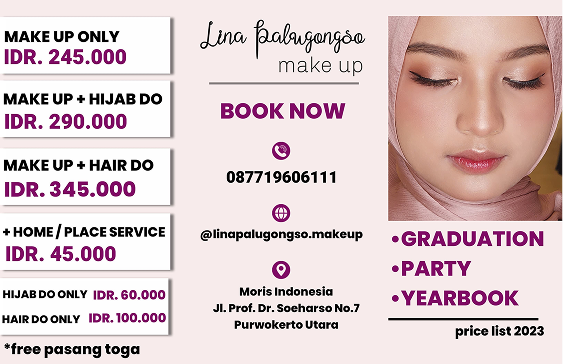 MAKE UP ONLY
IDR. 245.000
MAKE UP + HIJAB DO
IDR. 290.000
MAKE UP + HAIR DO
IDR. 345.000
+ HOME / PLACE SERVICE
IDR. 45.000
HIJAB DO ONLY IDR. 60.000
HAIR DO ONLY IDR. 100.000
*free pasang toga
Lina Palugongso
make up
BOOK NOW
087719606111
@linapalugongso.makeup
Moris Indonesia
Jl. Prof. Dr. Soeharso No.7
Purwokerto Utara
•GRADUATION
•PARTY
•YEARBOOK
price list 2023